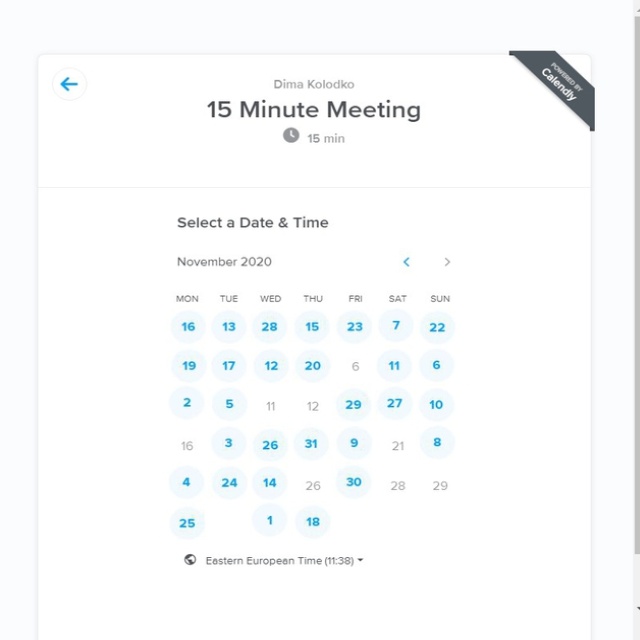 POWERED BY
Calendly
Dima Kolodko
15 Minute Meeting
15 min
Select a Date & Time
November 2020
MON TUE WED THU FRI SAT SUN
16 13 28 15 23 7 22
19 17 12 20 6 11 6
2 5 11 12 29 27 10
16 3 26 31 9 21 8
4 24 14 26 30 28 29
25 1 18
Eastern European Time (11:38)